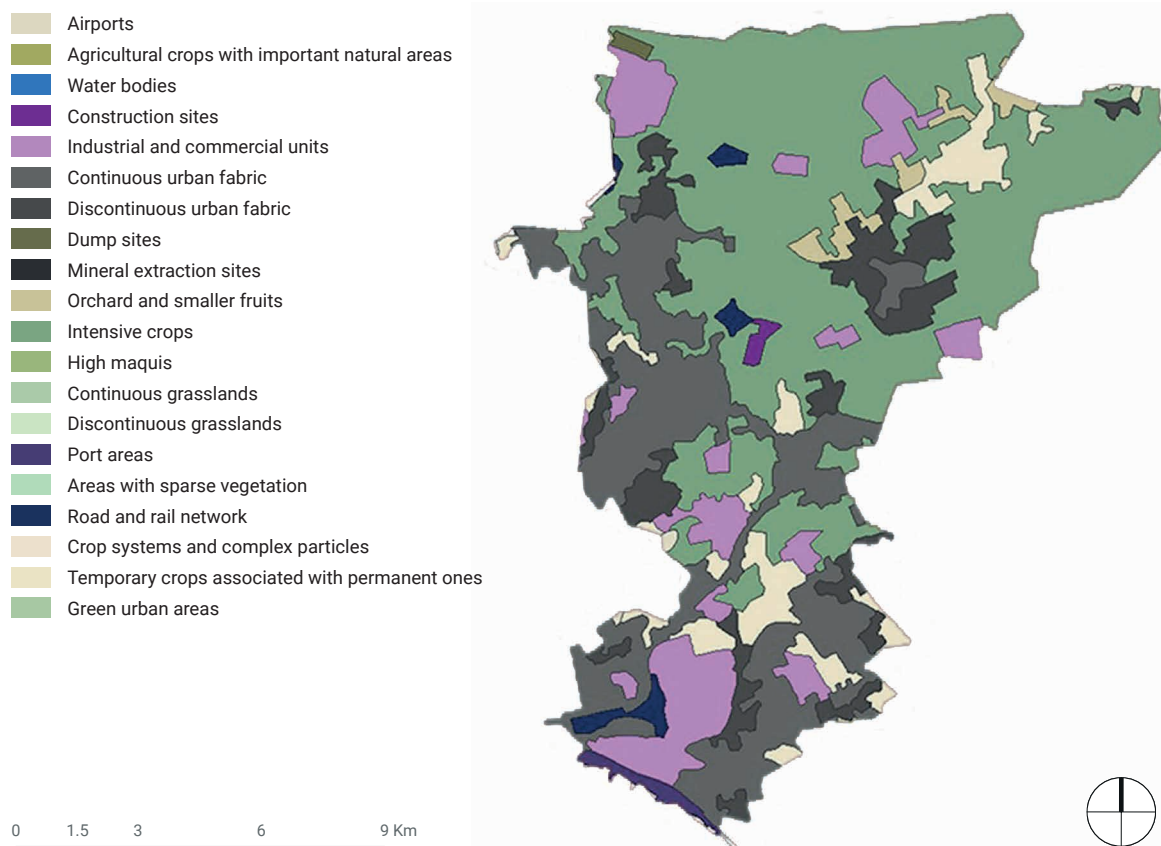 Airports
Agricultural crops with important natural areas
Water bodies
Construction sites
Industrial and commercial units
Continuous urban fabric
Discontinuous urban fabric
Dump sites
Mineral extraction sites
Orchard and smaller fruits
Intensive crops
High maquis
Continuous grasslands
Discontinuous grasslands
Port areas
Areas with sparse vegetation
Road and rail network
Crop systems and complex particles
Temporary crops associated with permanent ones
Green urban areas
0 1.5 3 6 9 Km